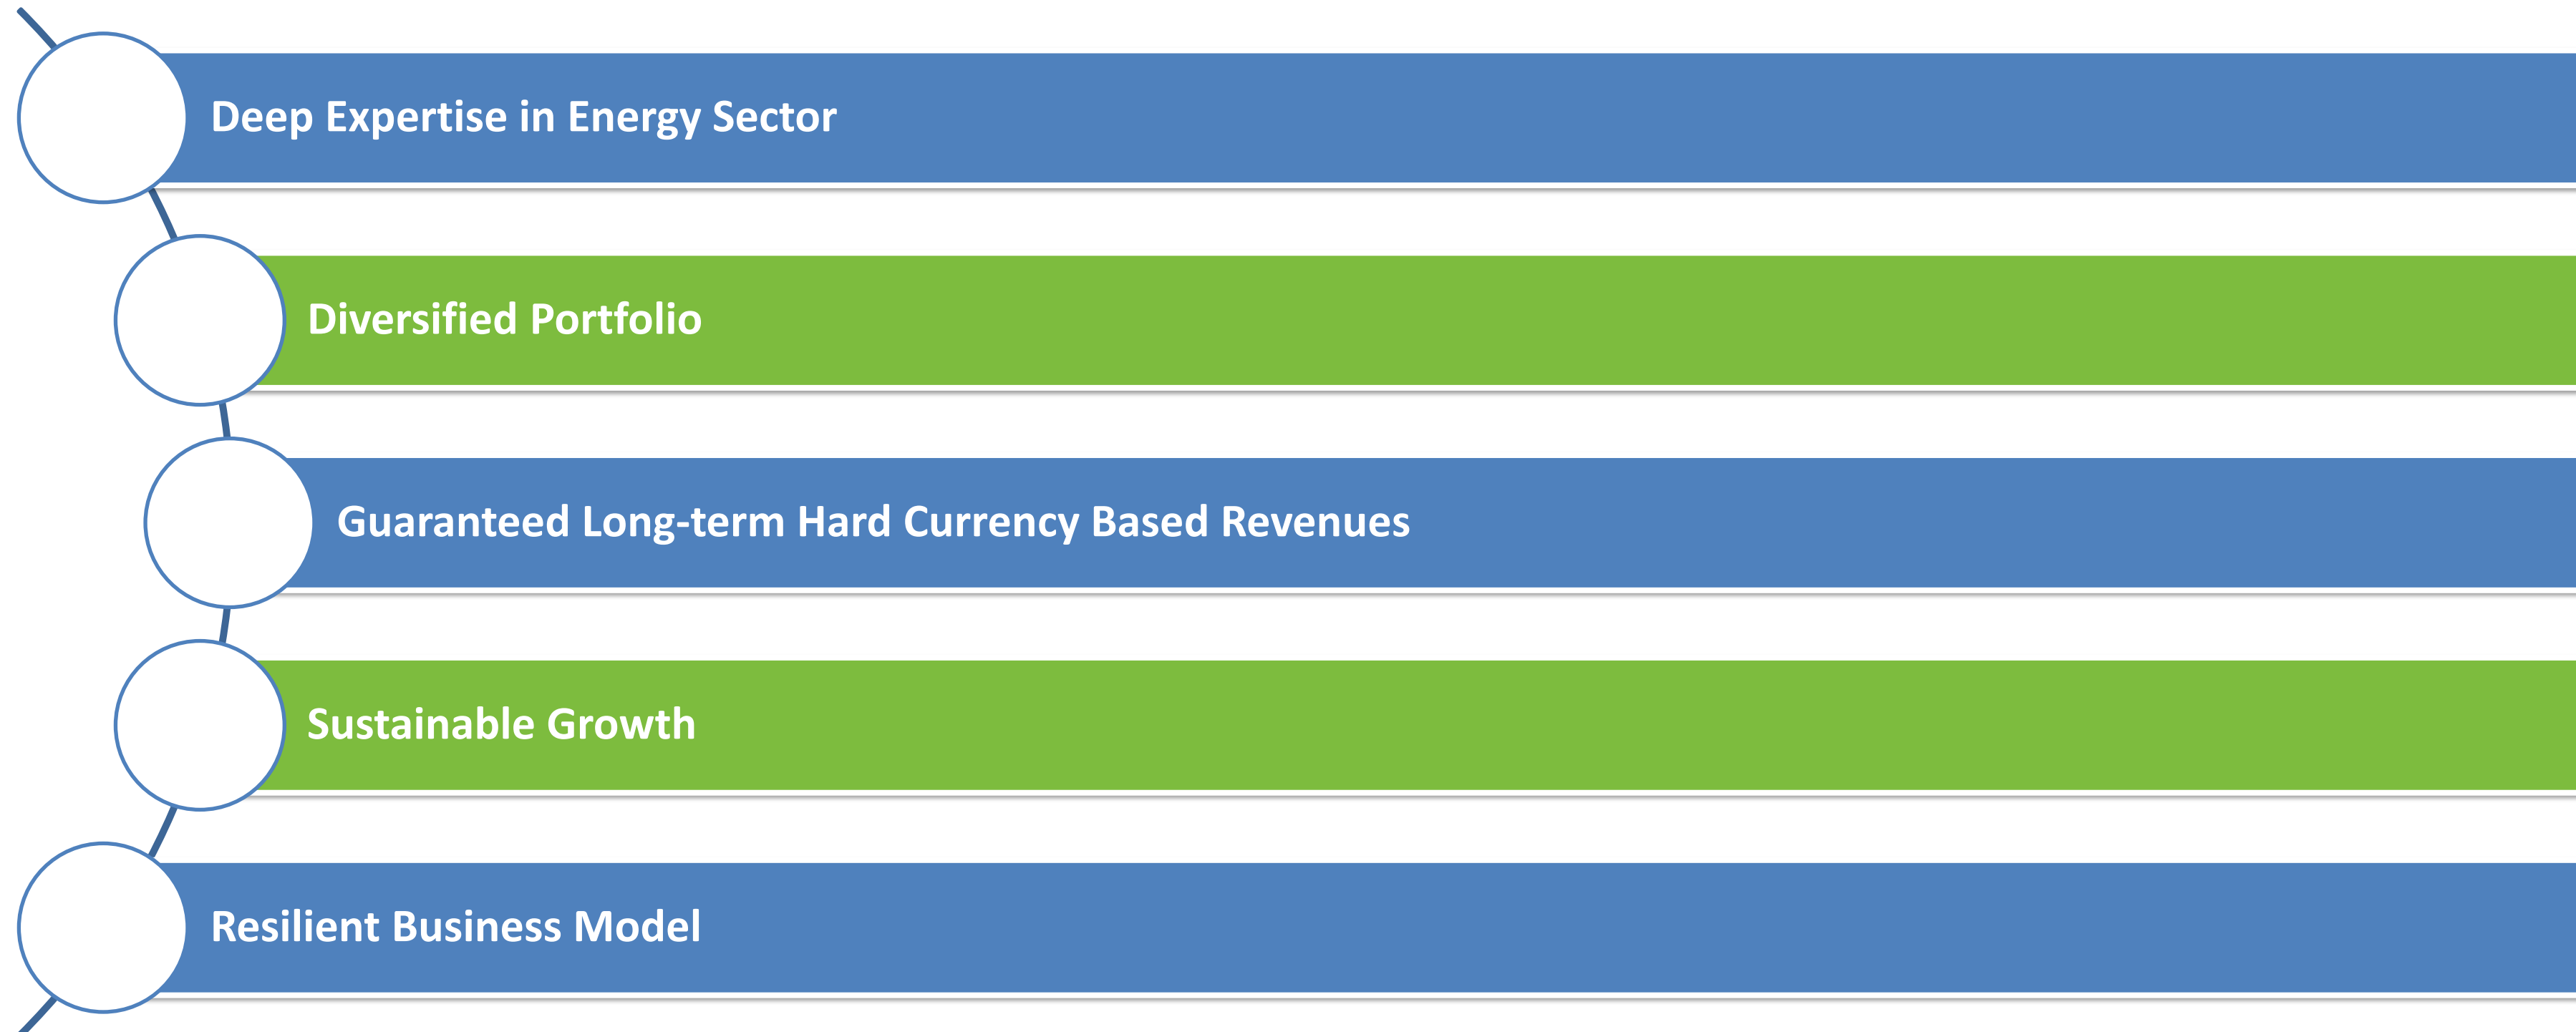 Deep Expertise in Energy Sector
Diversified Portfolio
Guaranteed Long-term Hard Currency Based Revenues
Sustainable Growth
Resilient Business Model